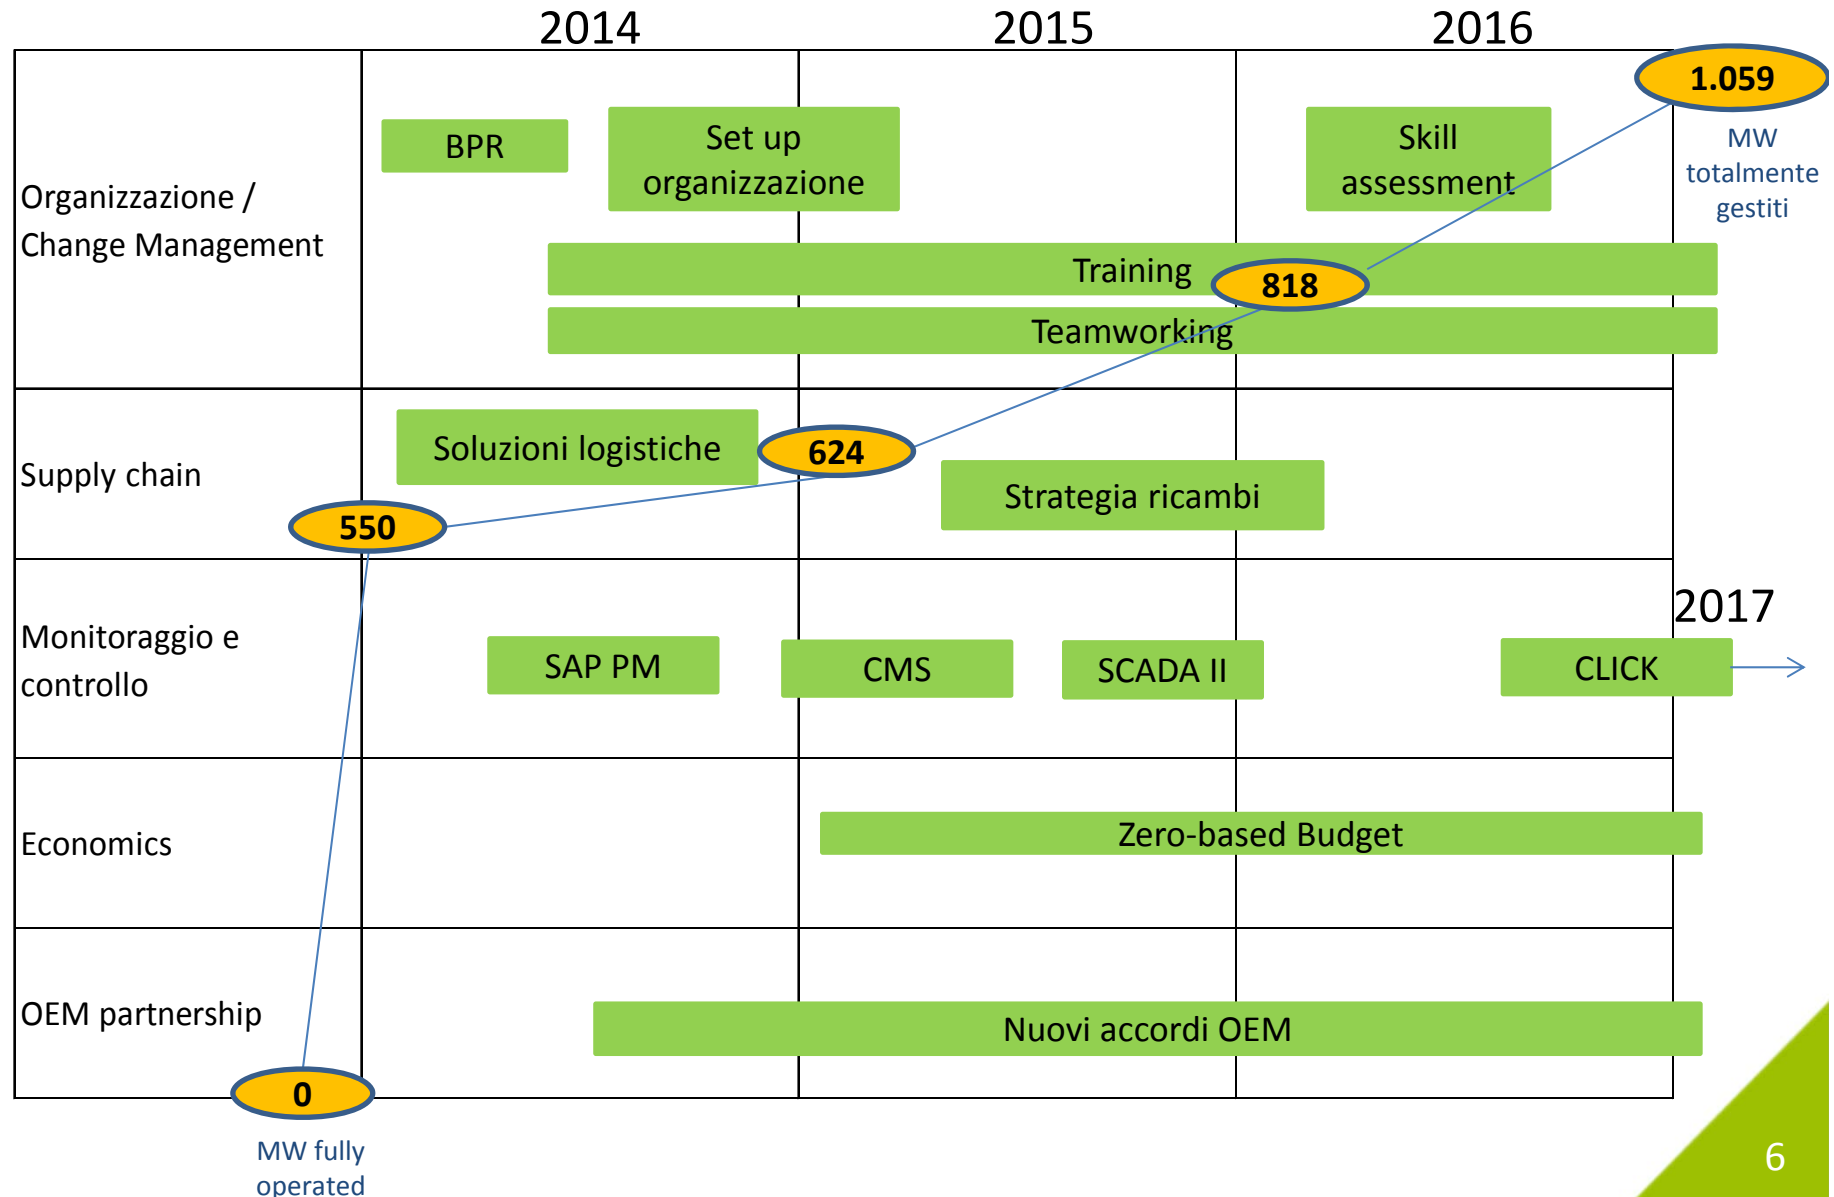 2014
2015
2016
1.059
MW
totalmente
gestiti
Organizzazione /
Change Management
BPR
Set up
organizzazione
Skill
assessment
Training
818
Teamworking
Supply chain
Soluzioni logistiche
624
Strategia ricambi
550
2017
Monitoraggio e
controllo
SAP PM
CMS
SCADA II
CLICK
Economics
Zero-based Budget
OEM partnership
Nuovi accordi OEM
0
MW fully
operated
6